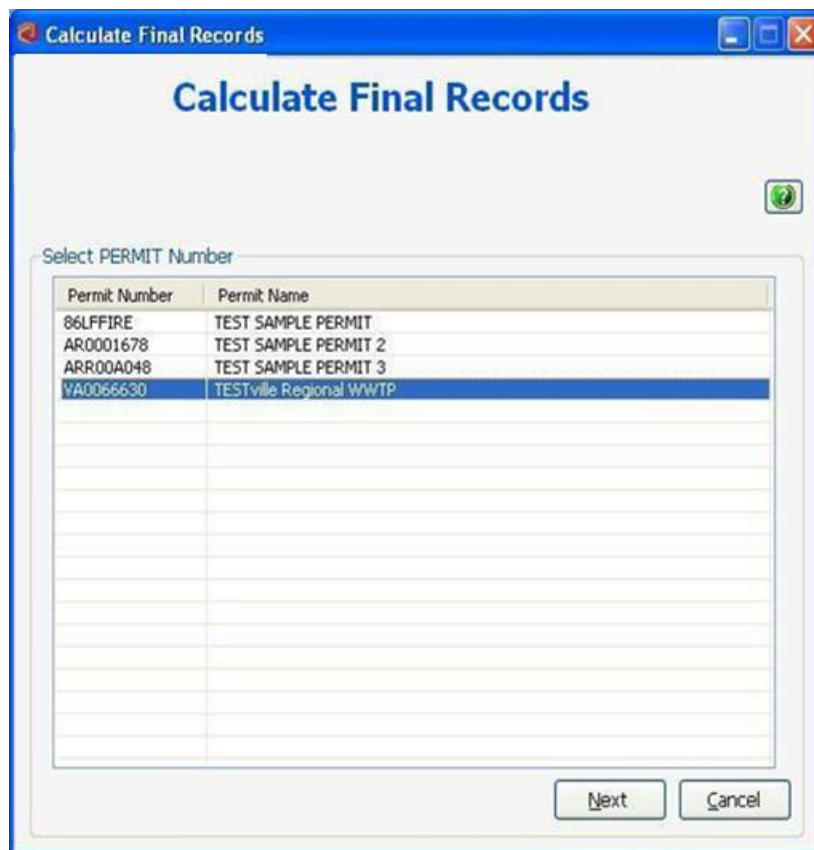 Calculate Final Records
Calculate Final Records
Select PERMIT Number
Permit Number Permit Name
86LFFIRE TEST SAMPLE PERMIT
AR0001678 TEST SAMPLE PERMIT 2
ARR00A048 TEST SAMPLE PERMIT 3
VA0066630 TESTville Regional WWTP
Next Cancel